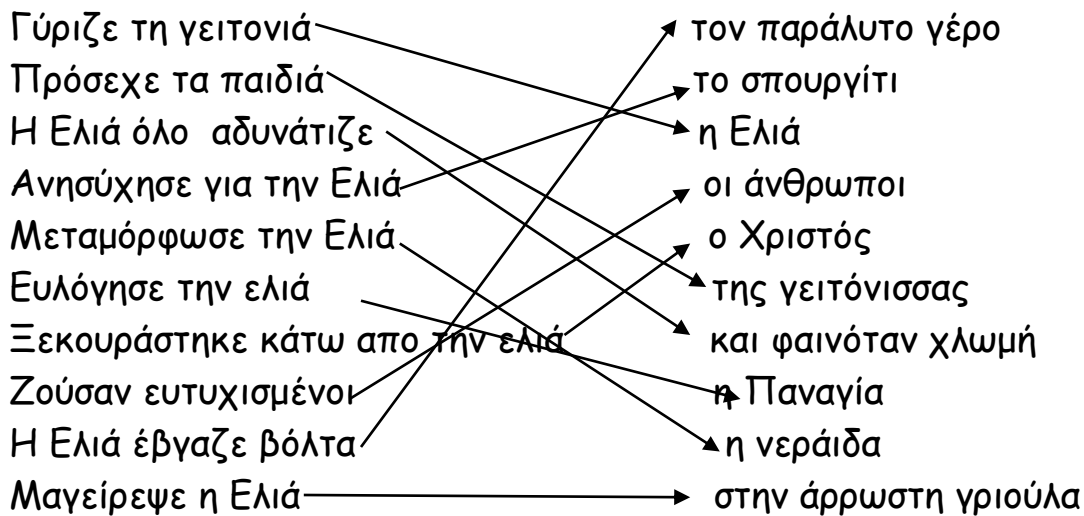 Γύριζε τη γειτονιά τον παράλυτο γέρο
Πρόσεχε τα παιδιά το σπουργίτι
Η Ελιά όλο αδυνάτιζε η Ελιά
Ανησύχησε για την Ελιά οι άνθρωποι
Μεταμόρφωσε την Ελιά ο Χριστός
Ευλόγησε την ελιά της γειτόνισσας
Ξεκουράστηκε κάτω απο την ελιά και φαινόταν χλωμή
Ζούσαν ευτυχισμένοι η Παναγία
Η Ελιά έβγαζε βόλτα η νεράιδα
Μαγείρεψε η Ελιά στην άρρωστη γριούλα